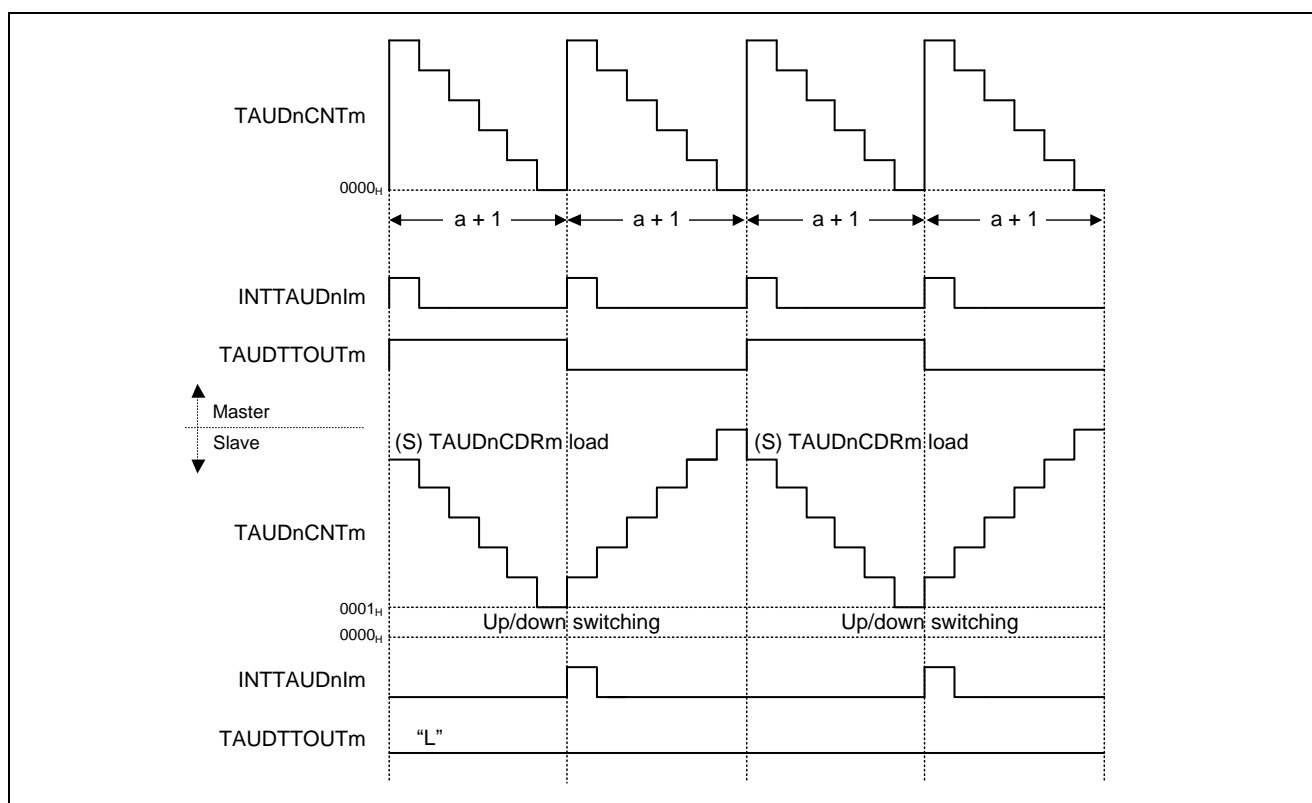 TAUDnCNTm
0000H
a + 1 a + 1 a + 1 a + 1
INTTAUDnIm
TAUDTTOUTm
Master
Slave
(S) TAUDnCDRm load (S) TAUDnCDRm load
TAUDnCNTm
0001H
Up/down switching Up/down switching
0000H
INTTAUDnIm
TAUDTTOUTm “L”